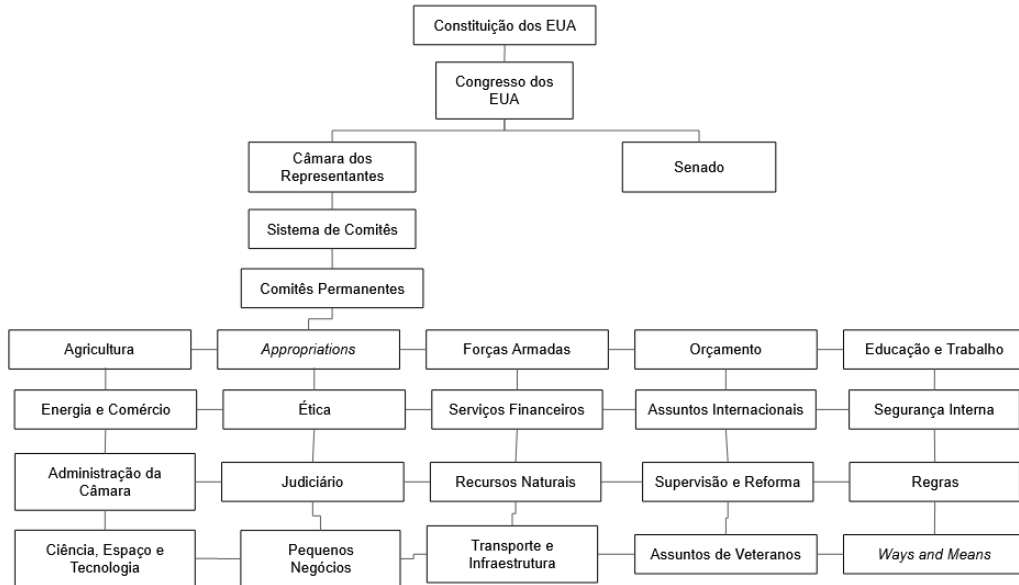 Constituição dos EUA
Congresso dos
EUA
Câmara dos
Representantes
Senado
Sistema de Comitês
Comitês Permanentes
Agricultura
Appropriations
Forças Armadas
Orçamento
Educação e Trabalho
Energia e Comércio
Ética
Serviços Financeiros
Assuntos Internacionais
Segurança Interna
Administração da
Câmara
Judiciário
Recursos Naturais
Supervisão e Reforma
Regras
Ciência, Espaço e
Tecnologia
Pequenos
Negócios
Transporte e
Infraestrutura
Assuntos de Veteranos
Ways and Means